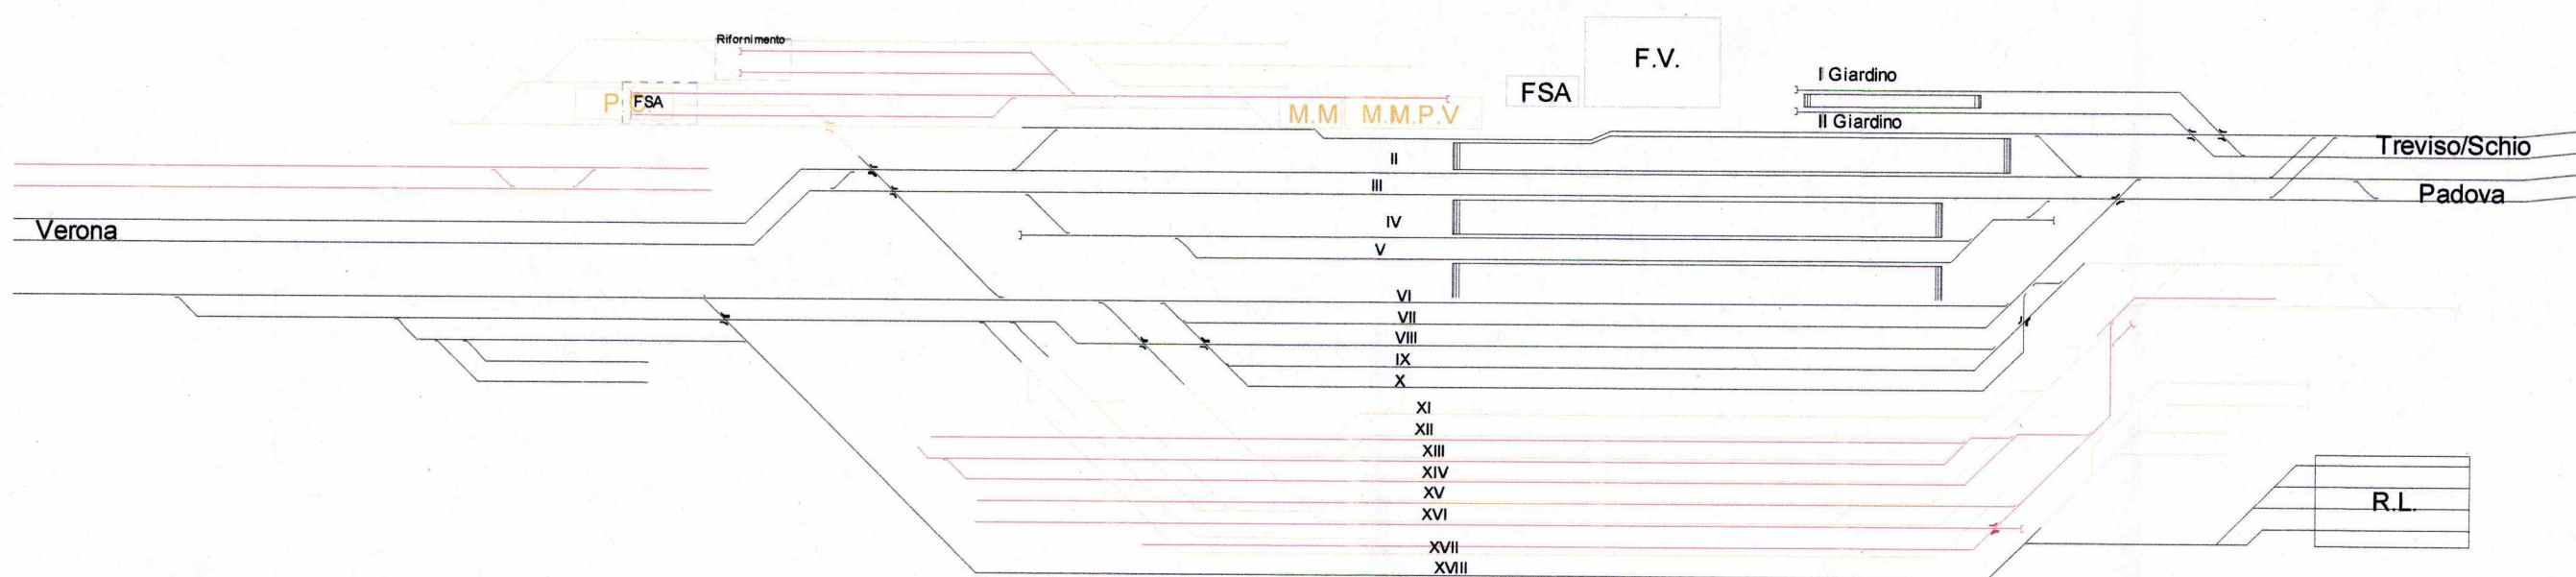 Rifornimento
F.V.
I Giardino
FSA
FSA
M.M
M.M.P.V
II Giardino
Treviso/Schio
II
III
Padova
IV
Verona
V
VI
VII
VIII
IX
X
XI
XII
XIII
XIV
XV
R.L.
XVI
XVII
XVIII